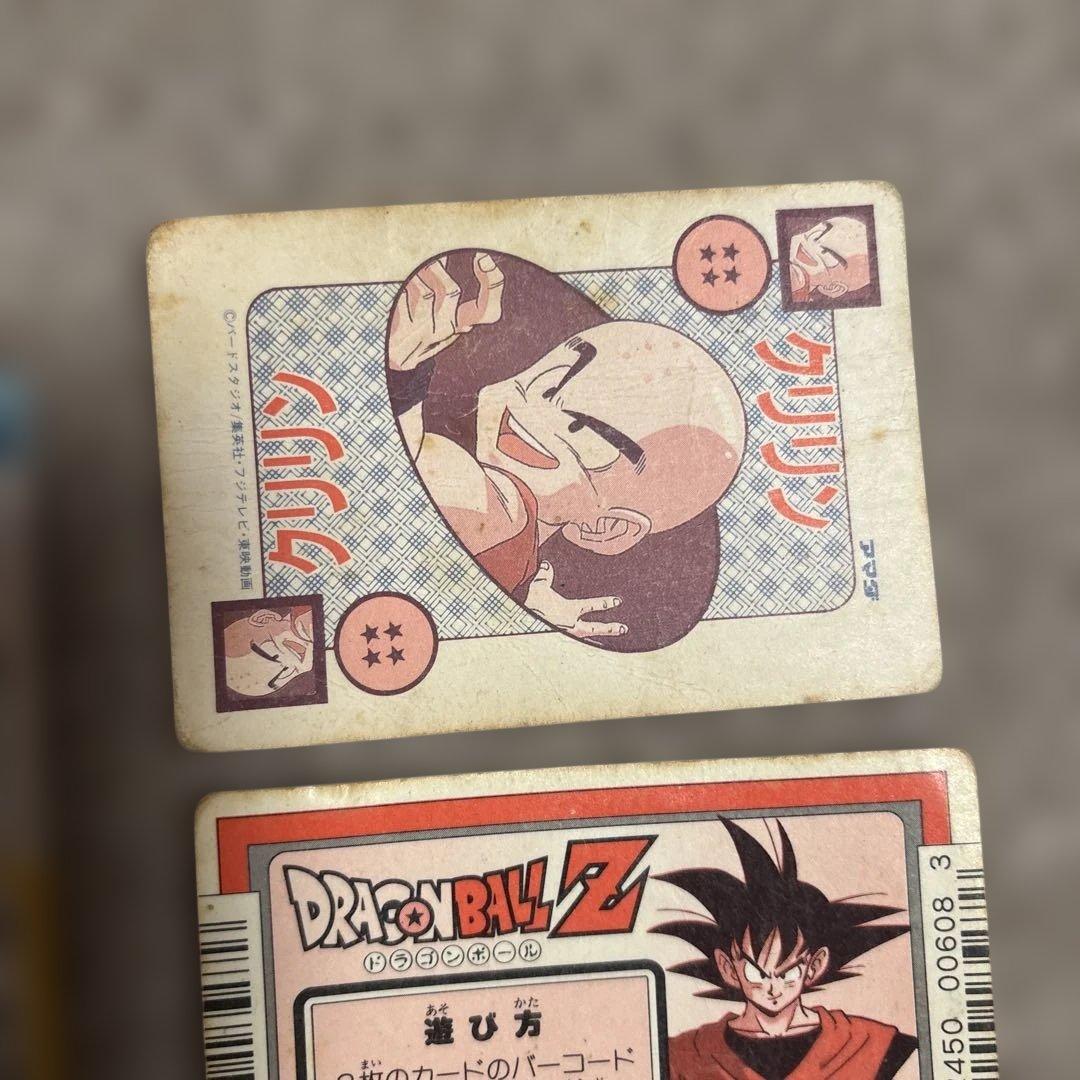 クリリン
アマダ
クリリン
©バードスタジオ/集英社・フジテレビ・東映動画
DRAGON BALL Z
ドラゴンボール
あそ かた
遊び方
まい
枚のカードのバーコード
450 00608 3